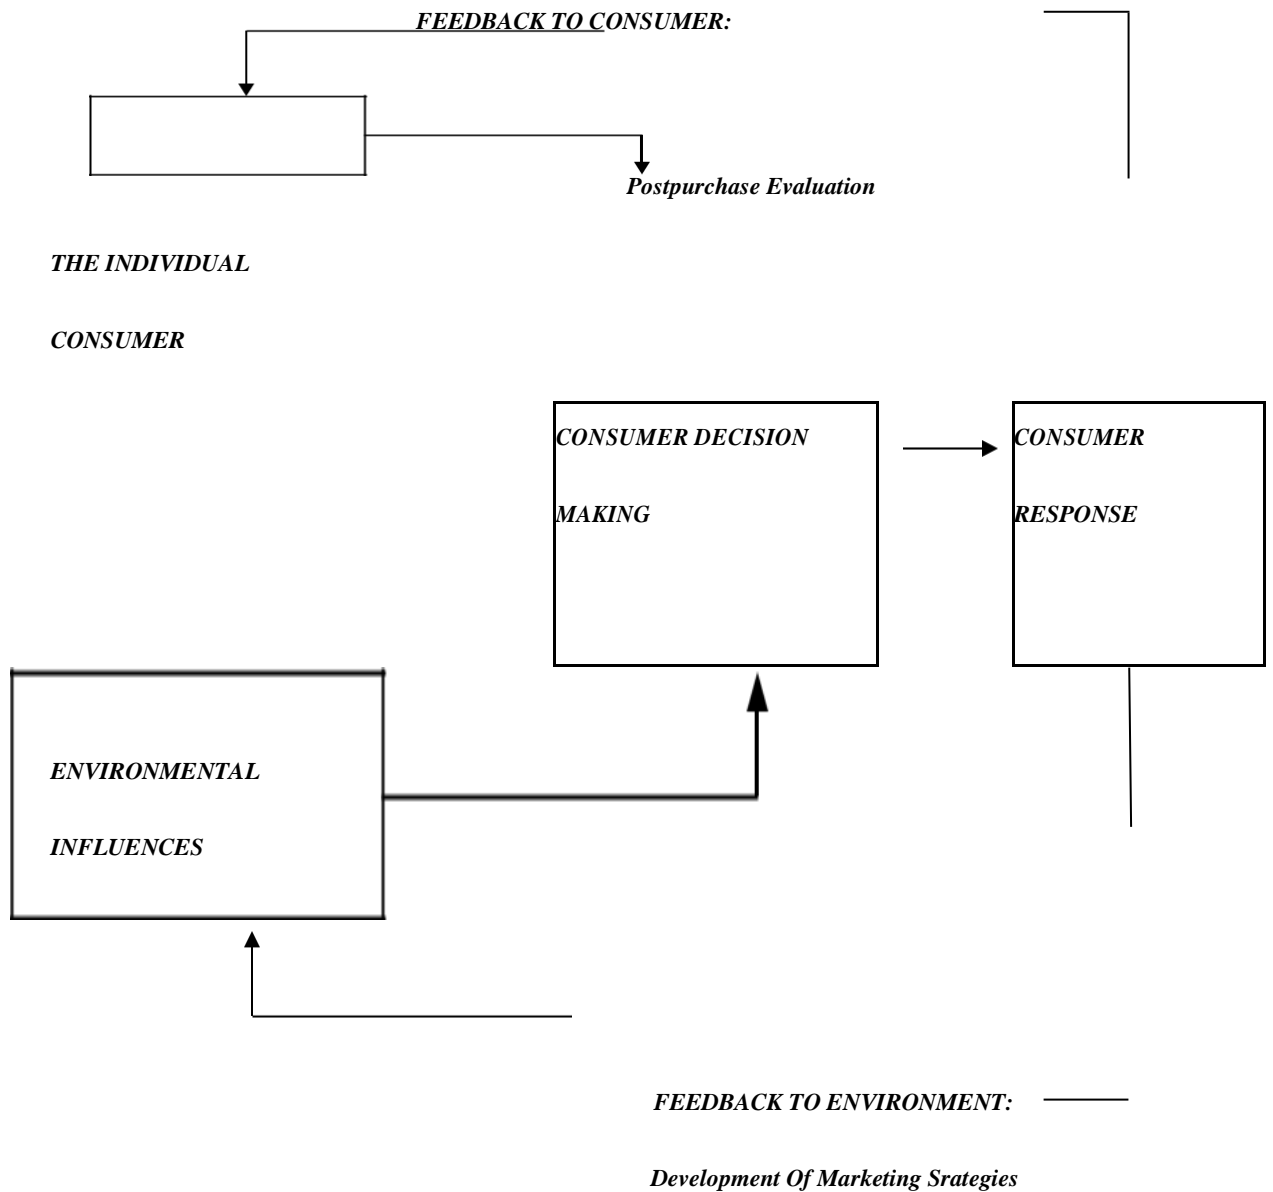 FEEDBACK TO CONSUMER:
Postpurchase Evaluation
THE INDIVIDUAL
CONSUMER
CONSUMER DECISION
MAKING
CONSUMER
RESPONSE
ENVIRONMENTAL
INFLUENCES
FEEDBACK TO ENVIRONMENT:
Development Of Marketing Srategies